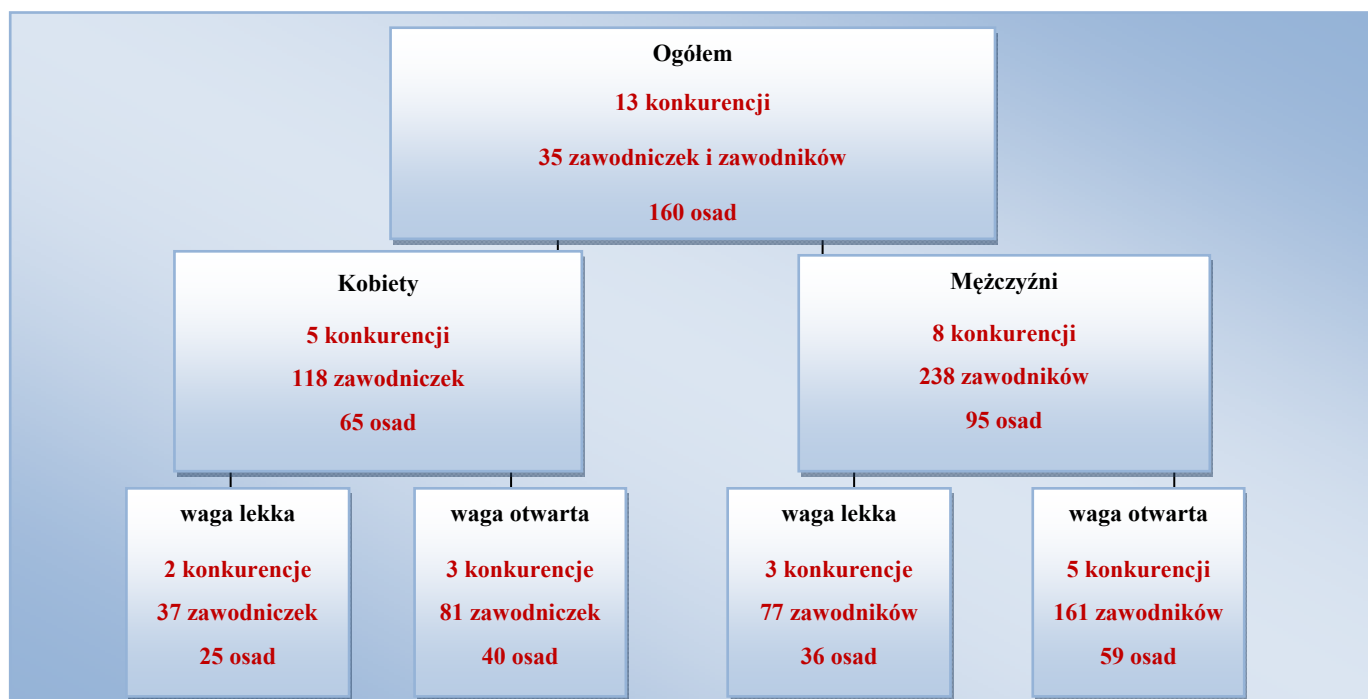 Ogółem
13 konkurencji
35 zawodniczek i zawodników
160 osad
Kobiety
5 konkurencji
118 zawodniczek
65 osad
Mężczyźni
8 konkurencji
238 zawodników
95 osad
waga lekka
2 konkurencje
37 zawodniczek
25 osad
waga otwarta
3 konkurencje
81 zawodniczek
40 osad
waga lekka
3 konkurencje
77 zawodników
36 osad
waga otwarta
5 konkurencji
161 zawodników
59 osad